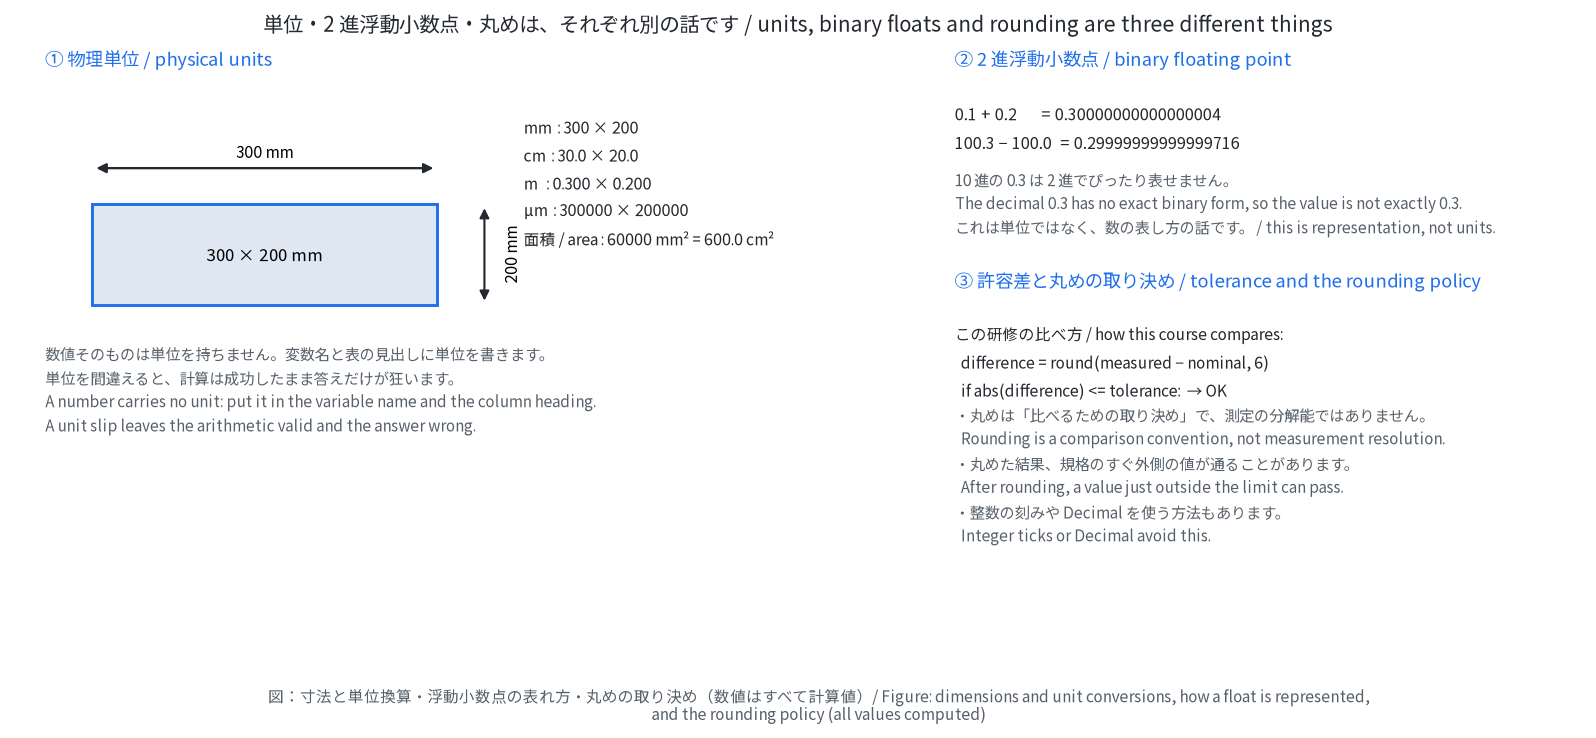 単位・2 進浮動小数点・丸めは、それぞれ別の話です / units, binary floats and rounding are three different things
① 物理単位 / physical units
300 mm
300 × 200 mm
200 mm
mm : 300 × 200
cm : 30.0 × 20.0
m : 0.300 × 0.200
μm : 300000 × 200000
面積 / area : 60000 mm² = 600.0 cm²
数値そのものは単位を持ちません。変数名と表の見出しに単位を書きます。
単位を間違えると、計算は成功したまま答えだけが狂います。
A number carries no unit: put it in the variable name and the column heading.
A unit slip leaves the arithmetic valid and the answer wrong.
② 2 進浮動小数点 / binary floating point
0.1 + 0.2 = 0.30000000000000004
100.3 − 100.0 = 0.29999999999999716
10 進の 0.3 は 2 進でぴったり表せません。
The decimal 0.3 has no exact binary form, so the value is not exactly 0.3.
これは単位ではなく、数の表し方の話です。 / this is representation, not units.
③ 許容差と丸めの取り決め / tolerance and the rounding policy
この研修の比べ方 / how this course compares:
difference = round(measured − nominal, 6)
if abs(difference) <= tolerance: → OK
・丸めは「比べるための取り決め」で、測定の分解能ではありません。
Rounding is a comparison convention, not measurement resolution.
・丸めた結果、規格のすぐ外側の値が通ることがあります。
After rounding, a value just outside the limit can pass.
・整数の刻みや Decimal を使う方法もあります。
Integer ticks or Decimal avoid this.
図：寸法と単位換算・浮動小数点の表れ方・丸めの取り決め（数値はすべて計算値）/ Figure: dimensions and unit conversions, how a float is represented,
and the rounding policy (all values computed)